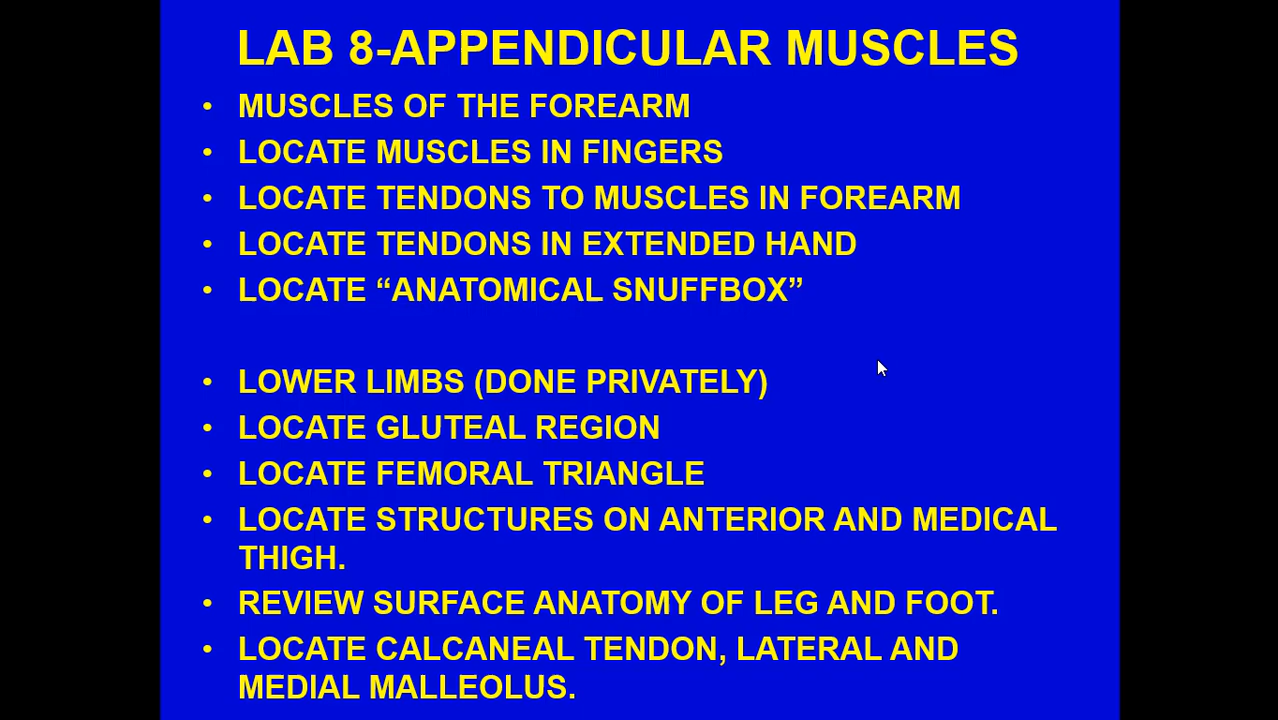 LAB 8-APPENDICULAR MUSCLES
• MUSCLES OF THE FOREARM
• LOCATE MUSCLES IN FINGERS
• LOCATE TENDONS TO MUSCLES IN FOREARM
• LOCATE TENDONS IN EXTENDED HAND
• LOCATE “ANATOMICAL SNUFFBOX”
• LOWER LIMBS (DONE PRIVATELY)
• LOCATE GLUTEAL REGION
• LOCATE FEMORAL TRIANGLE
• LOCATE STRUCTURES ON ANTERIOR AND MEDICAL
THIGH.
• REVIEW SURFACE ANATOMY OF LEG AND FOOT.
• LOCATE CALCANEAL TENDON, LATERAL AND
MEDIAL MALLEOLUS.